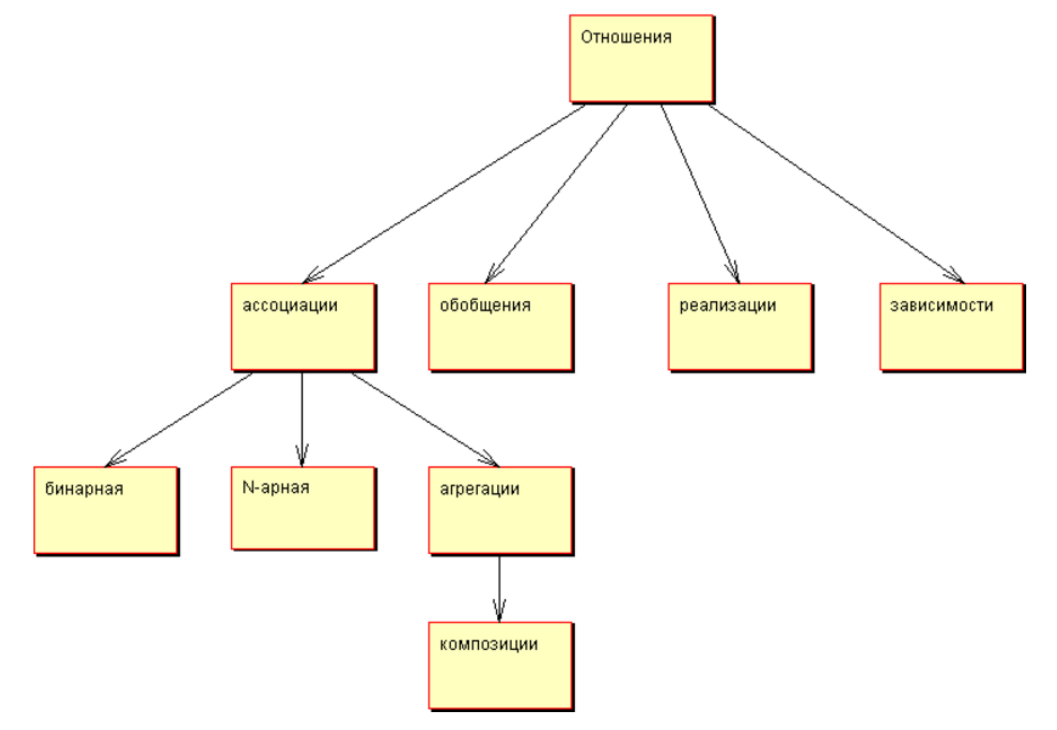 Отношения
ассоциации
обобщения
реализации
зависимости
бинарная
N-арная
агрегации
композиции